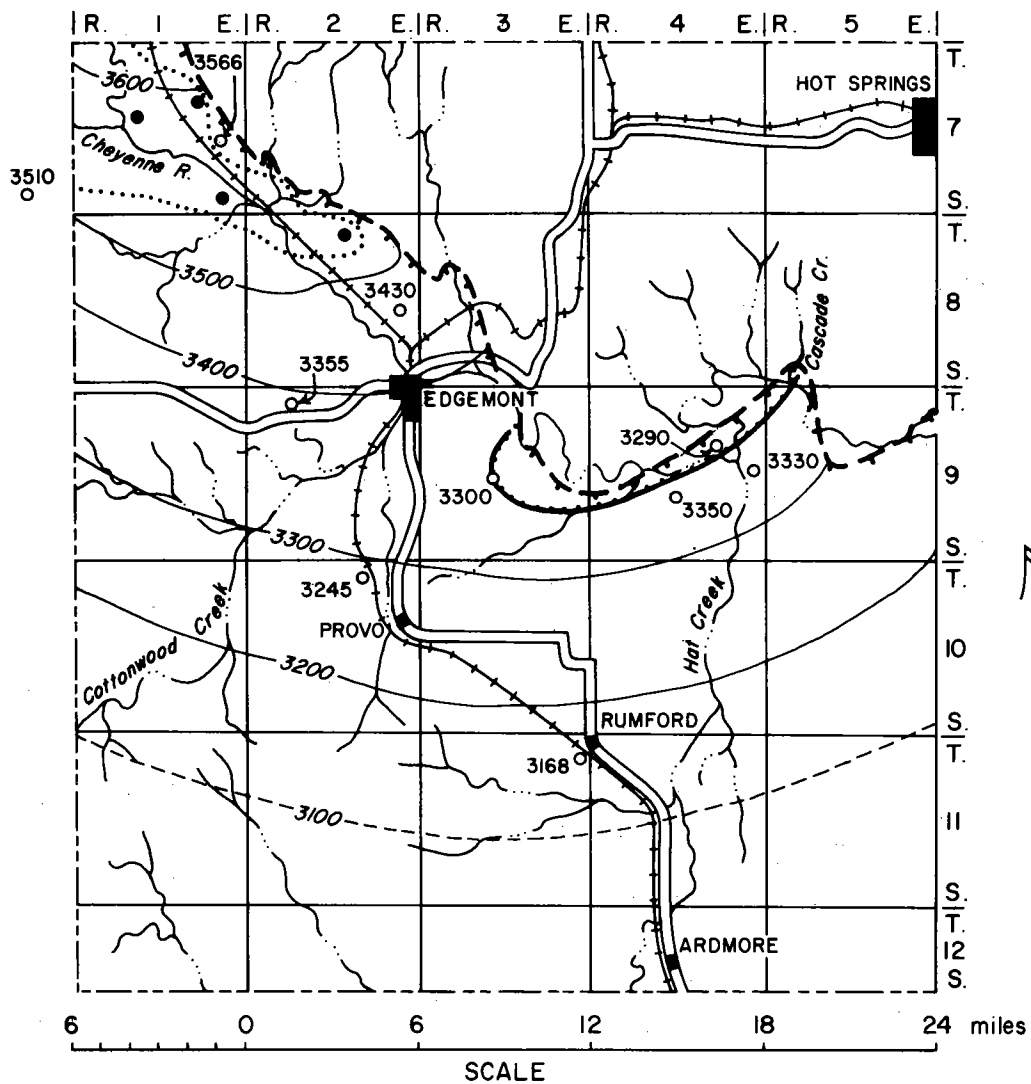 R. 1 E. R. 2 E. R. 3 E. R. 4 E. R. 5 E.
T.
7
S.
T.
8
S.
T.
9
S.
T.
10
S.
T.
11
S.
T.
12
S.
3566
3600
HOT SPRINGS
Cheyenne R.
3510
3500
3430
Cascade Cr.
3400
3355
EDGEMONT
3290
3330
3300
3350
3300
3245
PROVO
Hat Creek
Cottonwood Creek
3200
RUMFORD
3168
3100
ARDMORE
6 0 6 12 18 24 miles
SCALE